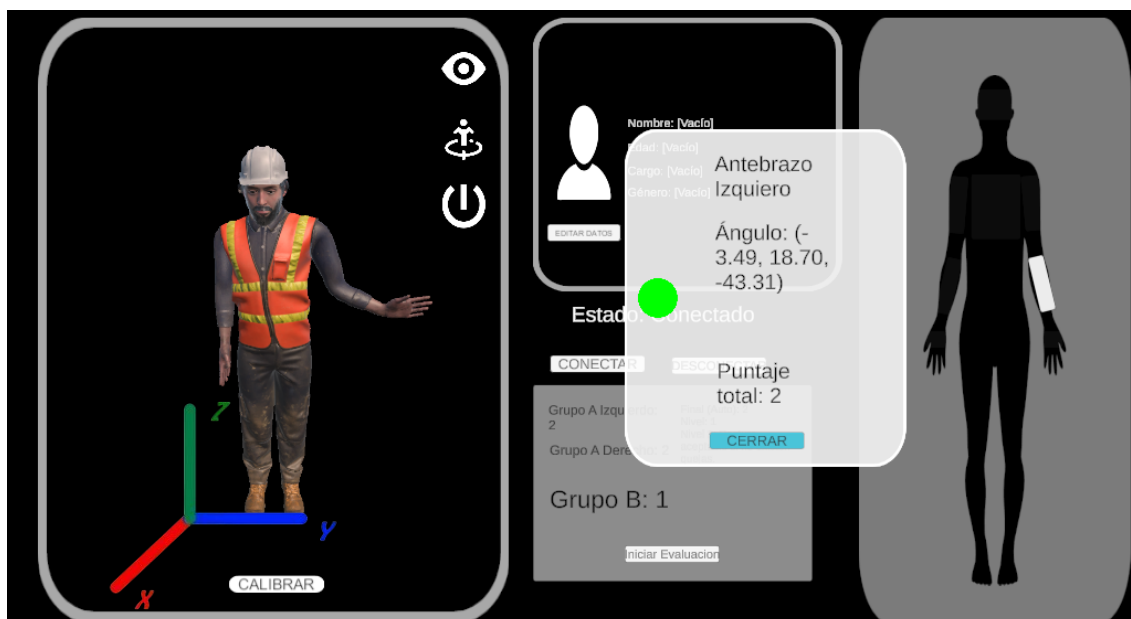 Nombre: [Vacío]
Edad: [Vacío]
Cargo: [Vacío]
Género: [Vacío]
EDITAR DATOS
Antebrazo
Izquiero
Ángulo: (-
3.49, 18.70,
-43.31)
Puntaje
total: 2
CERRAR
Estado: Conectado
CONECTAR
DESCONECTAR
Grupo A Izquierdo:
2
Grupo A Derecho: 2
Grupo B: 1
Iniciar Evaluacion
Z
Y
X
CALIBRAR